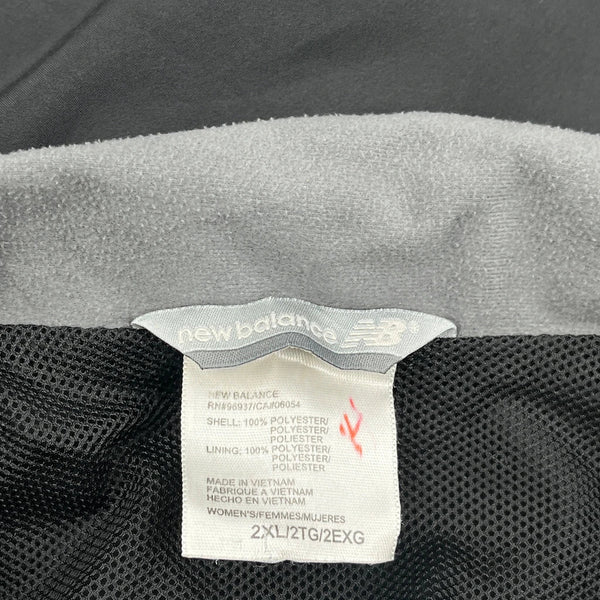 new balance NB®
NEW BALANCE
RN#96937/CA#06054
SHELL: 100% POLYESTER/
POLYESTER/
POLIESTER
LINING: 100% POLYESTER/
POLYESTER/
POLIESTER
MADE IN VIETNAM
FABRIQUE A VIETNAM
HECHO EN VIETNAM
WOMEN'S/FEMMES/MUJERES
2XL/2TG/2EXG